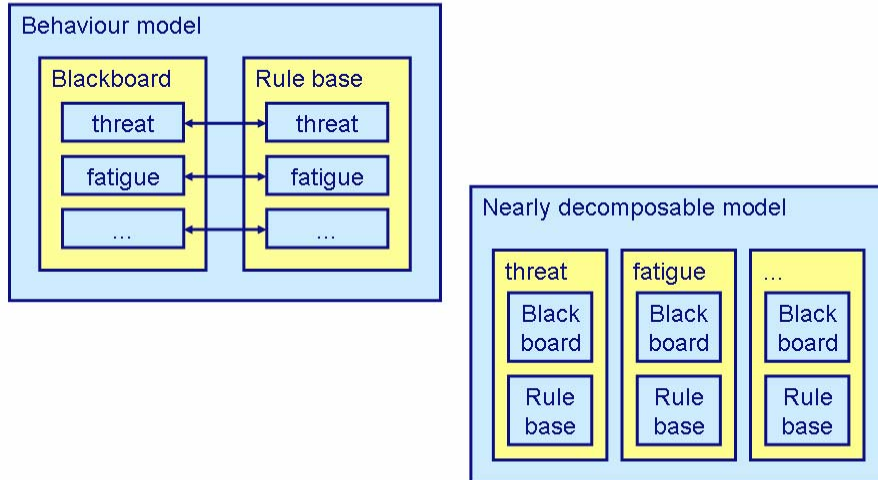 Behaviour model
Blackboard
threat
fatigue
...
Rule base
threat
fatigue
...
Nearly decomposable model
threat
Black
board
Rule
base
fatigue
Black
board
Rule
base
...
Black
board
Rule
base